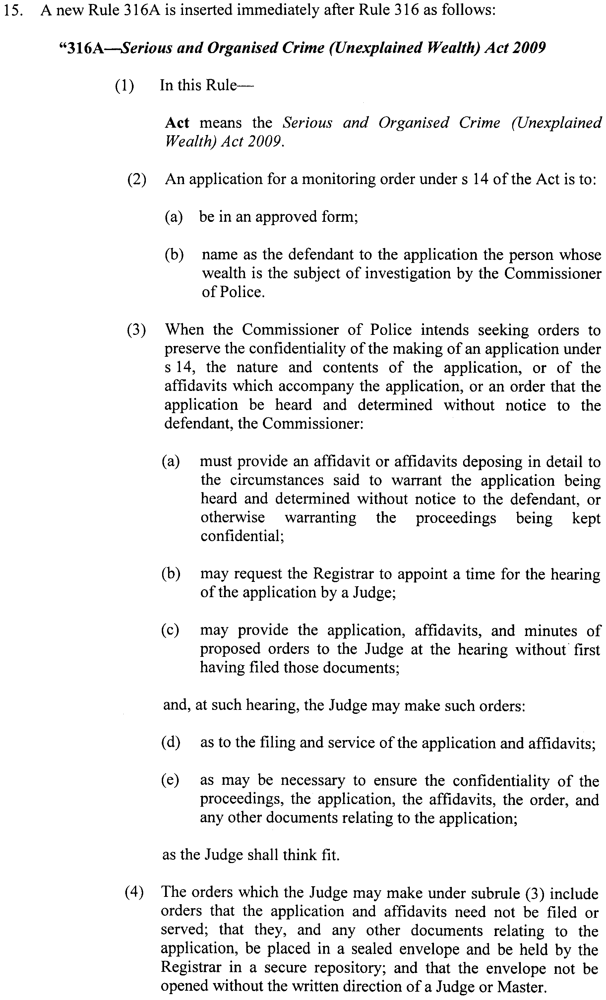 15. A new Rule 316A is inserted immediately after Rule 316 as follows:
“316A—Serious and Organised Crime (Unexplained Wealth) Act 2009
(1) In this Rule—
Act means the Serious and Organised Crime (Unexplained
Wealth) Act 2009.
(2) An application for a monitoring order under s 14 of the Act is to:
(a) be in an approved form;
(b) name as the defendant to the application the person whose
wealth is the subject of investigation by the Commissioner
of Police.
(3) When the Commissioner of Police intends seeking orders to
preserve the confidentiality of the making of an application under
s 14, the nature and contents of the application, or of the
affidavits which accompany the application, or an order that the
application be heard and determined without notice to the
defendant, the Commissioner:
(a) must provide an affidavit or affidavits deposing in detail to
the circumstances said to warrant the application being
heard and determined without notice to the defendant, or
otherwise warranting the proceedings being kept
confidential;
(b) may request the Registrar to appoint a time for the hearing
of the application by a Judge;
(c) may provide the application, affidavits, and minutes of
proposed orders to the Judge at the hearing without first
having filed those documents;
and, at such hearing, the Judge may make such orders:
(d) as to the filing and service of the application and affidavits;
(e) as may be necessary to ensure the confidentiality of the
proceedings, the application, the affidavits, the order, and
any other documents relating to the application;
as the Judge shall think fit.
(4) The orders which the Judge may make under subrule (3) include
orders that the application and affidavits need not be filed or
served; that they, and any other documents relating to the
application, be placed in a sealed envelope and be held by the
Registrar in a secure repository; and that the envelope not be
opened without the written direction of a Judge or Master.